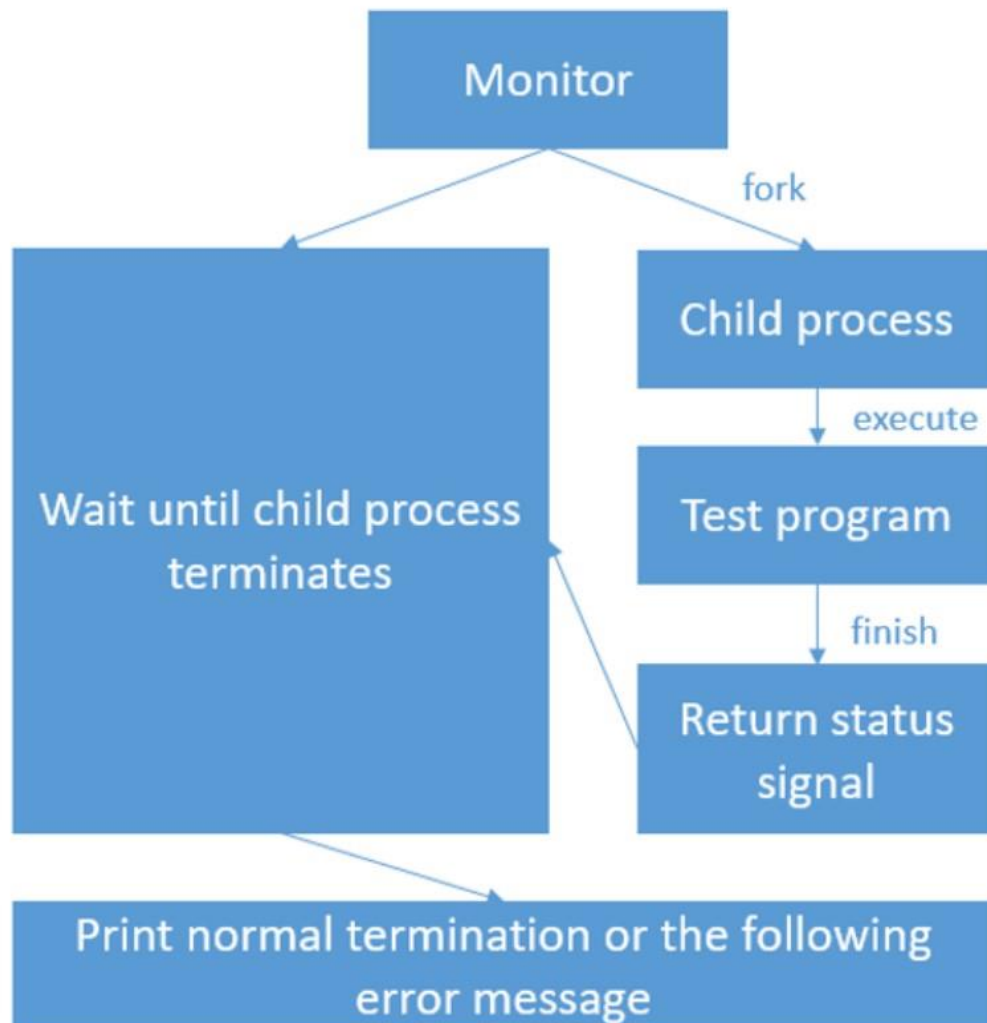 Monitor
fork
Child process
execute
Wait until child process
terminates
Test program
finish
Return status
signal
Print normal termination or the following
error message